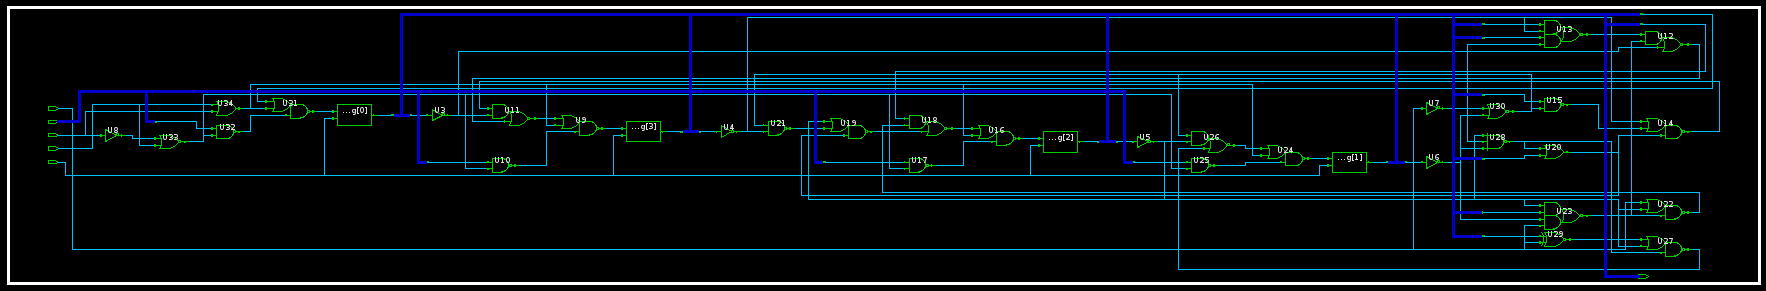 U13
U12
U34 U31 ...g[0] U3 U11 U7 U30 U15
U8 U33 U32 U9 ...g[3] U4 U21 U19 U18 U16 ...g[2] U5 U26 U28 U14
U10 U17 U25 U24 ...g[1] U6 U20
U23 U22
U29 U27